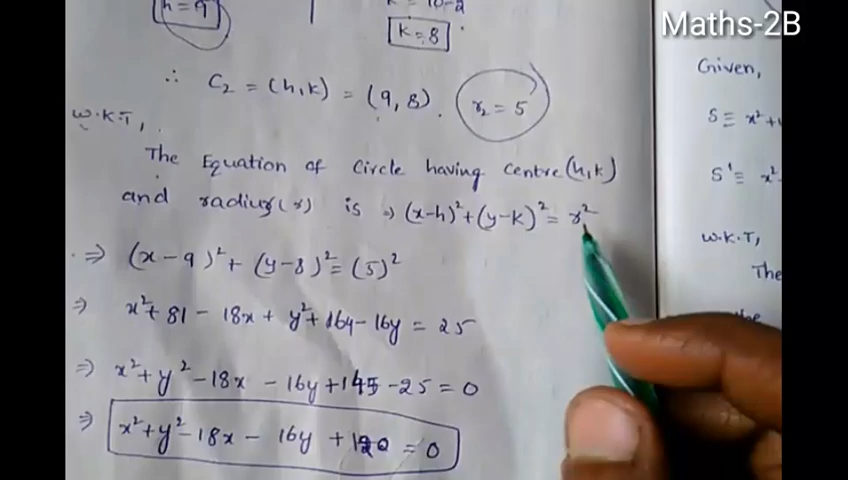 Maths-2B
h = 9
k = 10-2
k = 8
∴ C₂ = (h,k) = (9, 8). r₂ = 5
W.K.T,
The Equation of Circle having Centre (h,k)
and radius(r) is ⇒ (x-h)² + (y-k)² = r²
⇒ (x-9)² + (y-8)² = (5)²
⇒ x² + 81 - 18x + y² + 64 - 16y = 25
⇒ x² + y² - 18x - 16y + 145 - 25 = 0
⇒ x² + y² - 18x - 16y + 120 = 0
Given,
S ≡ x² +
S' ≡ x²
W.K.T,
The